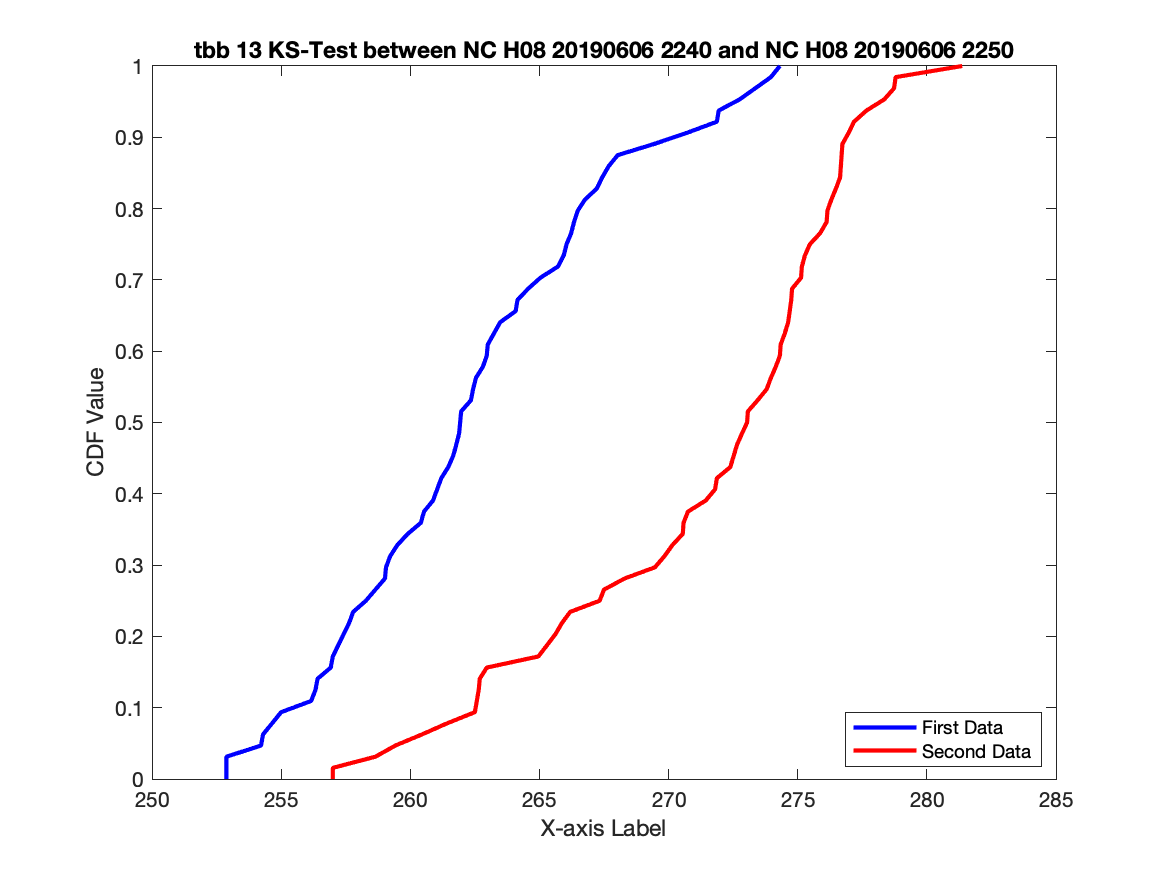 tbb 13 KS-Test between NC H08 20190606 2240 and NC H08 20190606 2250
1
0.9
0.8
0.7
0.6
0.5
0.4
0.3
0.2
0.1
0
CDF Value
250 255 260 265 270 275 280 285
X-axis Label
First Data
Second Data